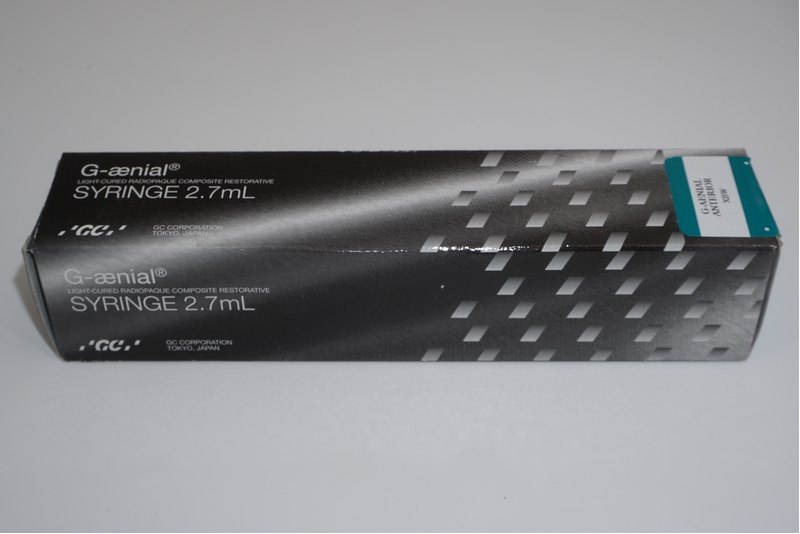 G-ænial®
LIGHT-CURED RADIOPAQUE COMPOSITE RESTORATIVE
SYRINGE 2.7mL
GC
GC CORPORATION
TOKYO, JAPAN
G-AENIAL
ANTERIOR
XBW
G-ænial®
LIGHT-CURED RADIOPAQUE COMPOSITE RESTORATIVE
SYRINGE 2.7mL
GC
GC CORPORATION
TOKYO, JAPAN